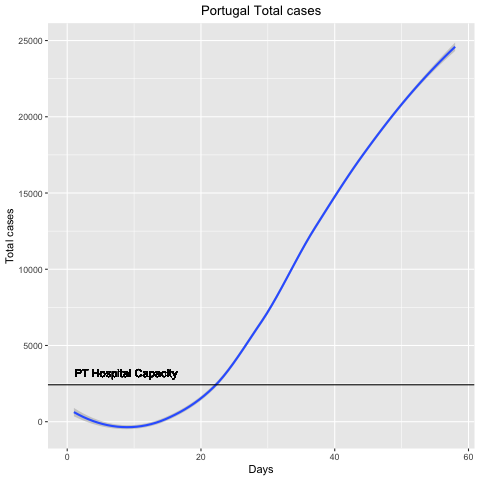 Portugal Total cases
25000
20000
15000
10000
5000
0
Total cases
PT Hospital Capacity
0 20 40 60
Days